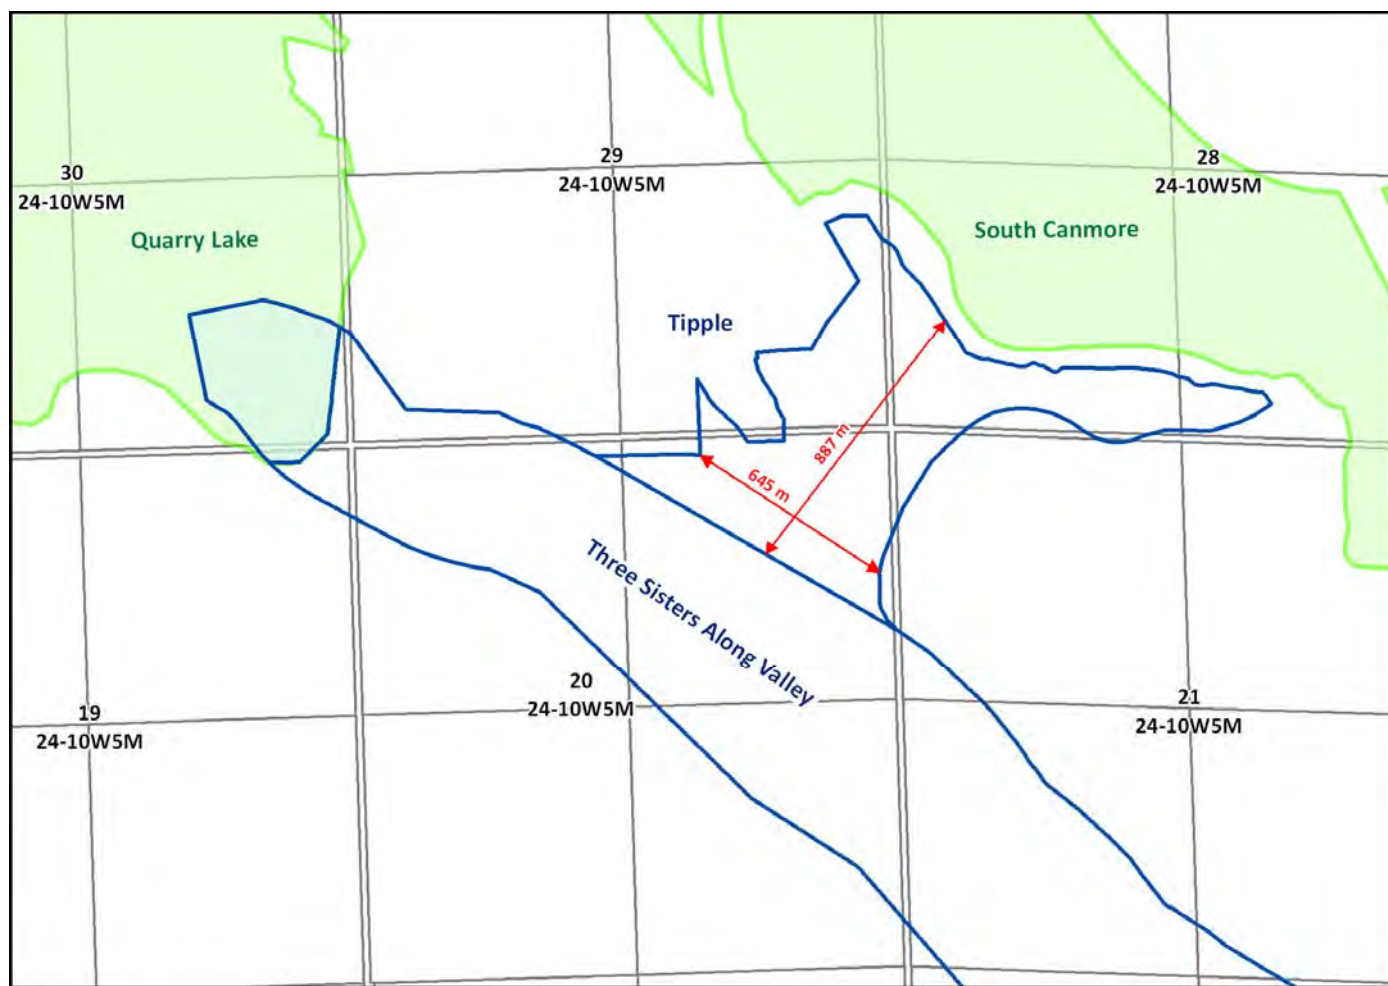 29
28
30
24-10W5M
24-10W5M
24-10W5M
Quarry Lake
South Canmore
Tipple
887 m
645 m
Three Sisters Along Valley
20
24-10W5M
19
24-10W5M
21
24-10W5M